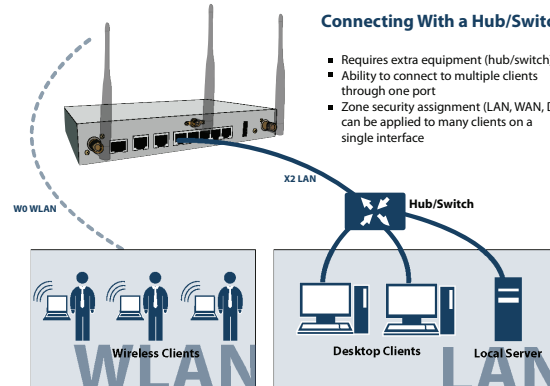 Connecting With a Hub/Switc
Requires extra equipment (hub/switch)
Ability to connect to multiple clients
through one port
Zone security assignment (LAN, WAN, D
can be applied to many clients on a
single interface
X2 LAN
W0 WLAN
Hub/Switch
Wireless Clients
WLAN
Desktop Clients
Local Server
LAN